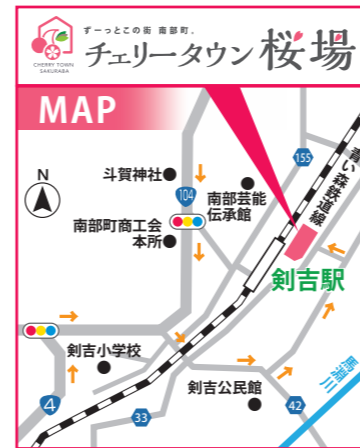 ずーっとこの街 南部町。
チェリータウン桜場
CHERRY TOWN
SAKURABA
MAP
N
斗賀神社
104
155
青い森鉄道線
南部芸能
伝承館
南部町商工会
本所
剣吉駅
剣吉小学校
剣吉公民館
馬淵川
4
33
42